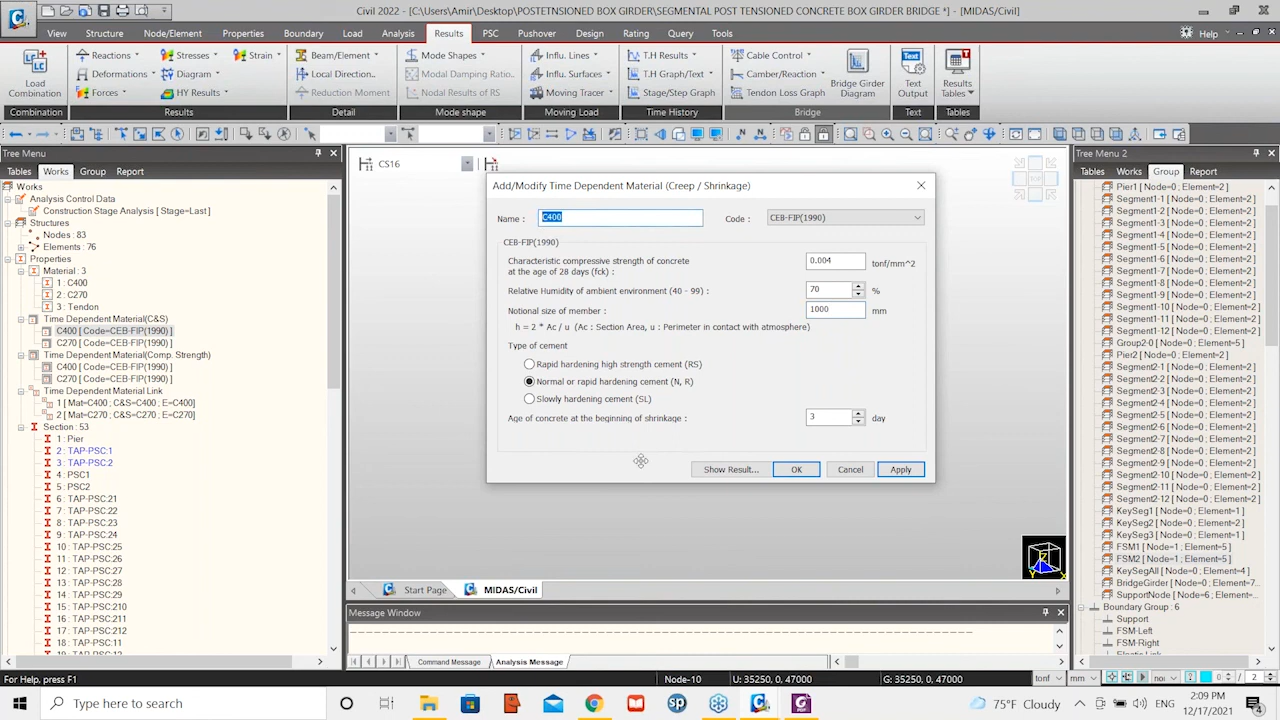 Civil 2022 - [C:\Users\Amir\Desktop\POSTETNSIONED BOX GIRDER\SEGMENTAL POST TENSIONED CONCRETE BOX GIRDER BRIDGE *] - [MIDAS/Civil]
View Structure Node/Element Properties Boundary Load Analysis Results PSC Pushover Design Rating Query Tools Help
Reactions Stresses Strain Beam/Element Mode Shapes Influ. Lines T.H Results Cable Control
Load Combination Deformations Diagram Local Direction.. Modal Damping Ratio.. Influ. Surfaces T.H Graph/Text Camber/Reaction Bridge Girder Diagram Text Output Results Tables
Forces HY Results Reduction Moment Nodal Results of RS Moving Tracer Stage/Step Graph Tendon Loss Graph
Combination Results Detail Mode shape Moving Load Time History Bridge Text Tables
Tree Menu
Tables Works Group Report
Works
Analysis Control Data
Construction Stage Analysis [ Stage=Last ]
Structures
Nodes : 83
Elements : 76
Properties
Material : 3
1 : C400
2 : C270
3 : Tendon
Time Dependent Material(C&S)
C400 [ Code=CEB-FIP(1990) ]
C270 [ Code=CEB-FIP(1990) ]
Time Dependent Material(Comp. Strength)
C400 [ Code=CEB-FIP(1990) ]
C270 [ Code=CEB-FIP(1990) ]
Time Dependent Material Link
1 [ Mat=C400 ; C&S=C400 ; E=C400]
2 [ Mat=C270 ; C&S=C270 ; E=C270]
Section : 53
1 : Pier
2 : TAP-PSC:1
3 : TAP-PSC:2
4 : PSC1
5 : PSC2
6 : TAP-PSC:21
7 : TAP-PSC:22
8 : TAP-PSC:23
9 : TAP-PSC:24
10 : TAP-PSC:25
11 : TAP-PSC:26
12 : TAP-PSC:27
13 : TAP-PSC:28
14 : TAP-PSC:29
15 : TAP-PSC:210
16 : TAP-PSC:211
17 : TAP-PSC:212
18 : TAP-PSC:11
CS16
TOP
Add/Modify Time Dependent Material (Creep / Shrinkage)
Name : C400 Code : CEB-FIP(1990)
CEB-FIP(1990)
Characteristic compressive strength of concrete
at the age of 28 days (fck) : 0.004 tonf/mm^2
Relative Humidity of ambient environment (40 - 99) : 70 %
Notional size of member : 1000 mm
h = 2 * Ac / u (Ac : Section Area, u : Perimeter in contact with atmosphere)
Type of cement
Rapid hardening high strength cement (RS)
Normal or rapid hardening cement (N, R)
Slowly hardening cement (SL)
Age of concrete at the beginning of shrinkage : 3 day
Show Result... OK Cancel Apply
Start Page MIDAS/Civil
Message Window
Command Message Analysis Message
Tree Menu 2
Tables Works Group Report
Pier1 [ Node=0 ; Element=2 ]
Segment1-1 [ Node=0 ; Element=2 ]
Segment1-2 [ Node=0 ; Element=2 ]
Segment1-3 [ Node=0 ; Element=2 ]
Segment1-4 [ Node=0 ; Element=2 ]
Segment1-5 [ Node=0 ; Element=2 ]
Segment1-6 [ Node=0 ; Element=2 ]
Segment1-7 [ Node=0 ; Element=2 ]
Segment1-8 [ Node=0 ; Element=2 ]
Segment1-9 [ Node=0 ; Element=2 ]
Segment1-10 [ Node=0 ; Element=2 ]
Segment1-11 [ Node=0 ; Element=2 ]
Segment1-12 [ Node=0 ; Element=2 ]
Group2-0 [ Node=0 ; Element=2 ]
Pier2 [ Node=0 ; Element=2 ]
Segment2-1 [ Node=0 ; Element=2 ]
Segment2-2 [ Node=0 ; Element=2 ]
Segment2-3 [ Node=0 ; Element=2 ]
Segment2-4 [ Node=0 ; Element=2 ]
Segment2-5 [ Node=0 ; Element=2 ]
Segment2-6 [ Node=0 ; Element=2 ]
Segment2-7 [ Node=0 ; Element=2 ]
Segment2-8 [ Node=0 ; Element=2 ]
Segment2-9 [ Node=0 ; Element=2 ]
Segment2-10 [ Node=0 ; Element=2 ]
Segment2-11 [ Node=0 ; Element=2 ]
Segment2-12 [ Node=0 ; Element=2 ]
KeySeg1 [ Node=0 ; Element=1 ]
KeySeg2 [ Node=0 ; Element=2 ]
KeySeg3 [ Node=0 ; Element=1 ]
FSM1 [ Node=1 ; Element=5 ]
FSM2 [ Node=1 ; Element=5 ]
KeySegAll [ Node=0 ; Element=4 ]
BridgeGirder [ Node=0 ; Element=7...
SupportNode [ Node=6 ; Element=...
Boundary Group : 6
Support
FSM-Left
FSM-Right
For Help, press F1 Node-10 U: 35250, 0, 47000 G: 35250, 0, 47000 tonf mm non 0 / 2
Type here to search 75°F Cloudy ENG 2:09 PM
12/17/2021